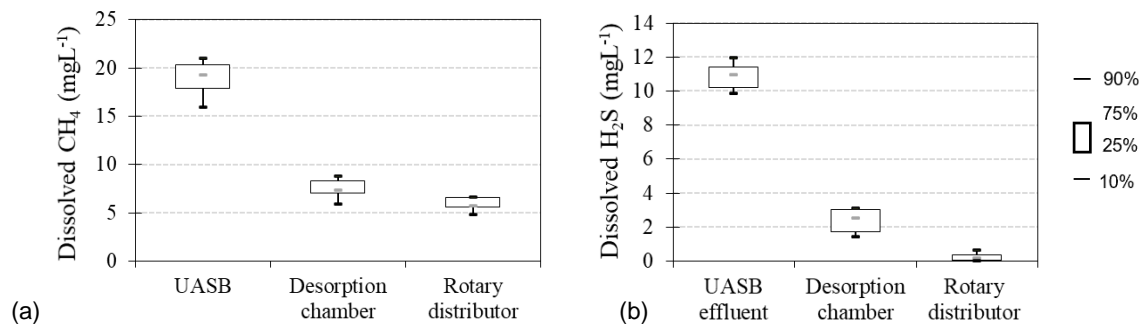 Dissolved CH₄ (mgL⁻¹)
25
20
15
10
5
0
UASB
Desorption
chamber
Rotary
distributor
(a)
Dissolved H₂S (mgL⁻¹)
14
12
10
8
6
4
2
0
UASB
effluent
Desorption
chamber
Rotary
distributor
(b)
90%
75%
25%
10%